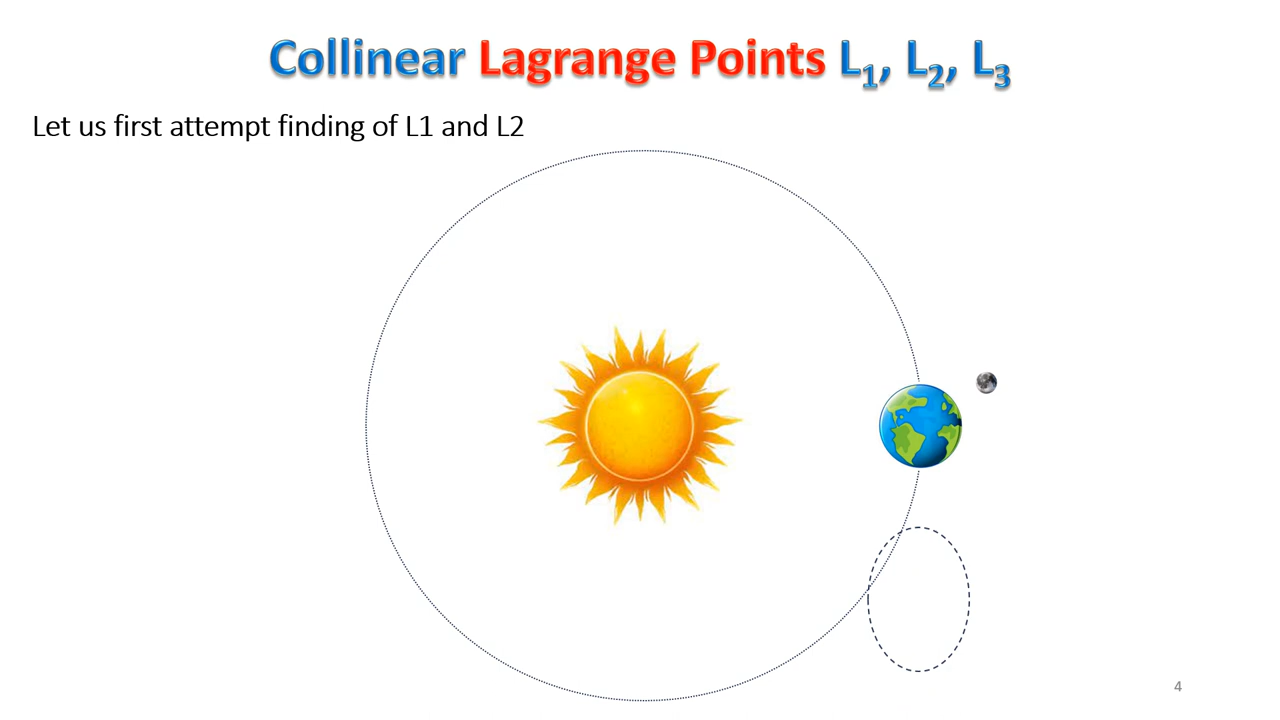 Collinear Lagrange Points L₁, L₂, L₃
Let us first attempt finding of L1 and L2
4